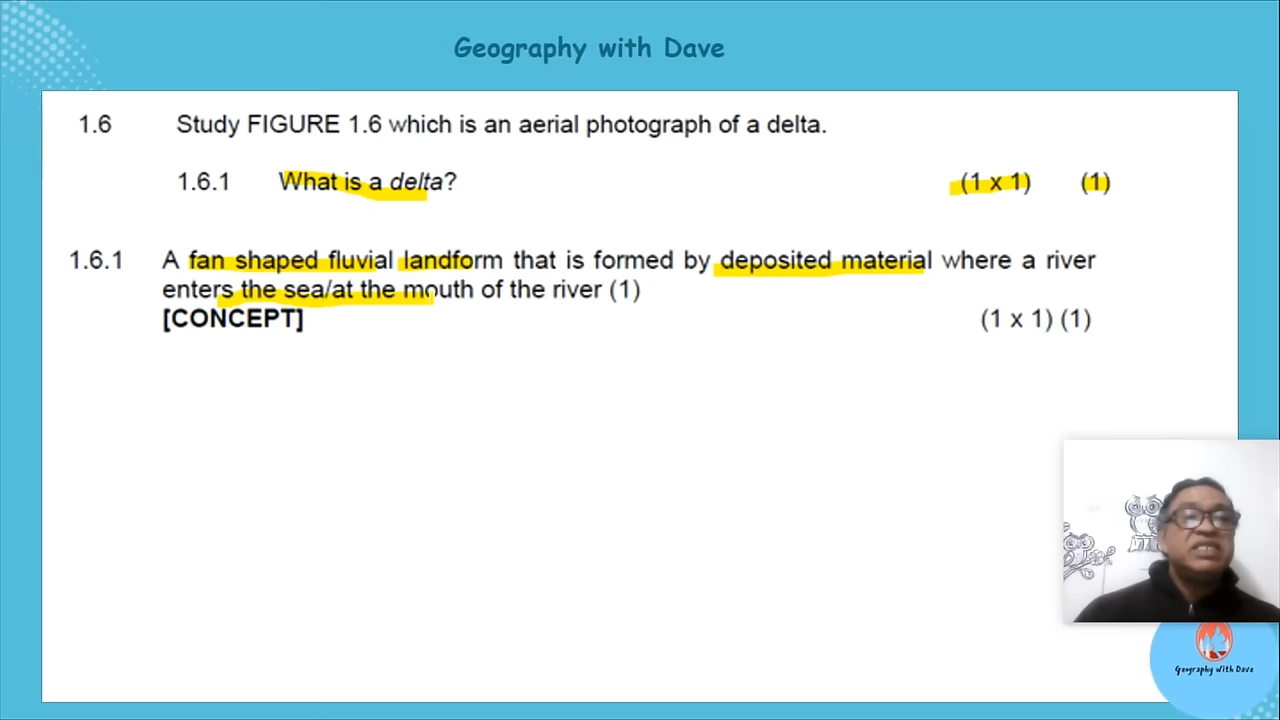 Geography with Dave
1.6 Study FIGURE 1.6 which is an aerial photograph of a delta.
1.6.1 What is a delta? (1 x 1) (1)
1.6.1 A fan shaped fluvial landform that is formed by deposited material where a river
enters the sea/at the mouth of the river (1)
[CONCEPT] (1 x 1) (1)
Geography with Dave